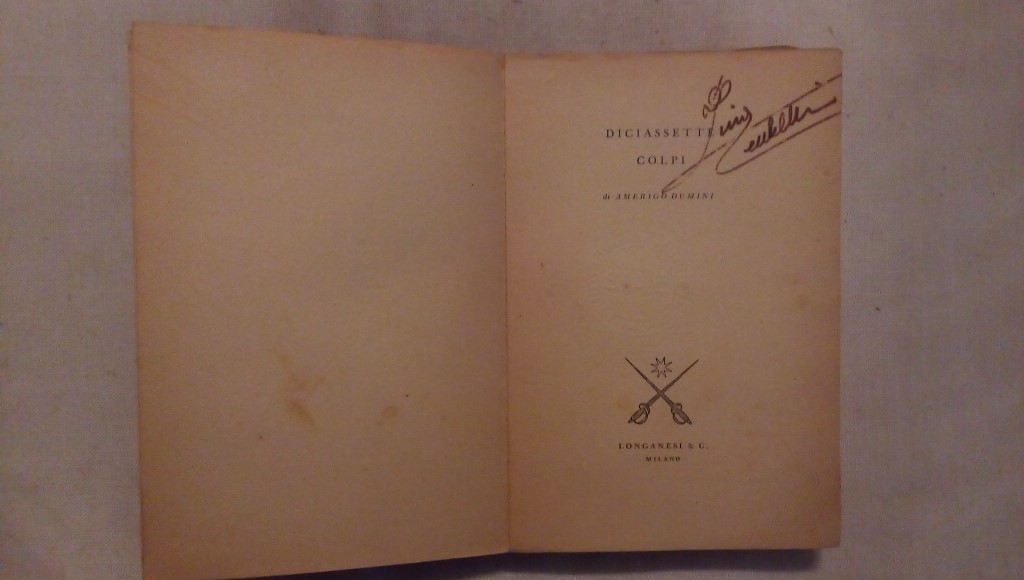 DICIASSETTE
COLPI
di AMERIGO DUMINI
LONGANESI & C.
MILANO